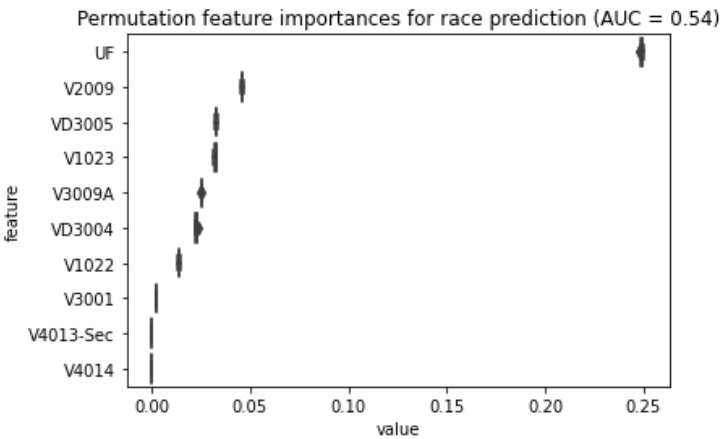 Permutation feature importances for race prediction (AUC = 0.54)
UF
V2009
VD3005
V1023
V3009A
VD3004
V1022
V3001
V4013-Sec
V4014
feature
0.00 0.05 0.10 0.15 0.20 0.25
value